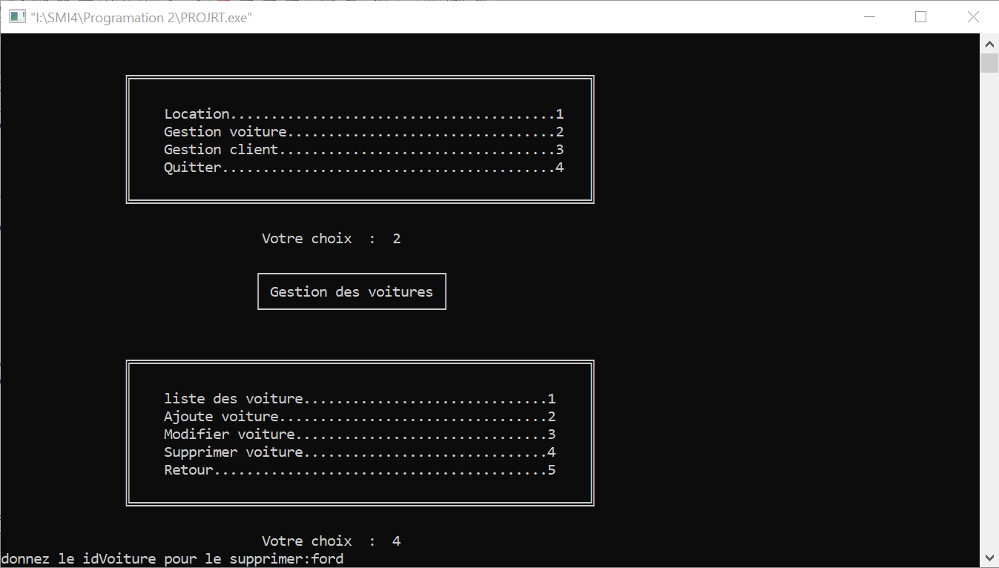 "I:\SMI4\Programation 2\PROJRT.exe"
Location........................................1
Gestion voiture.................................2
Gestion client..................................3
Quitter.........................................4
Votre choix  :  2
Gestion des voitures
liste des voiture..............................1
Ajoute voiture.................................2
Modifier voiture...............................3
Supprimer voiture..............................4
Retour.........................................5
Votre choix  :  4
donnez le idVoiture pour le supprimer:ford